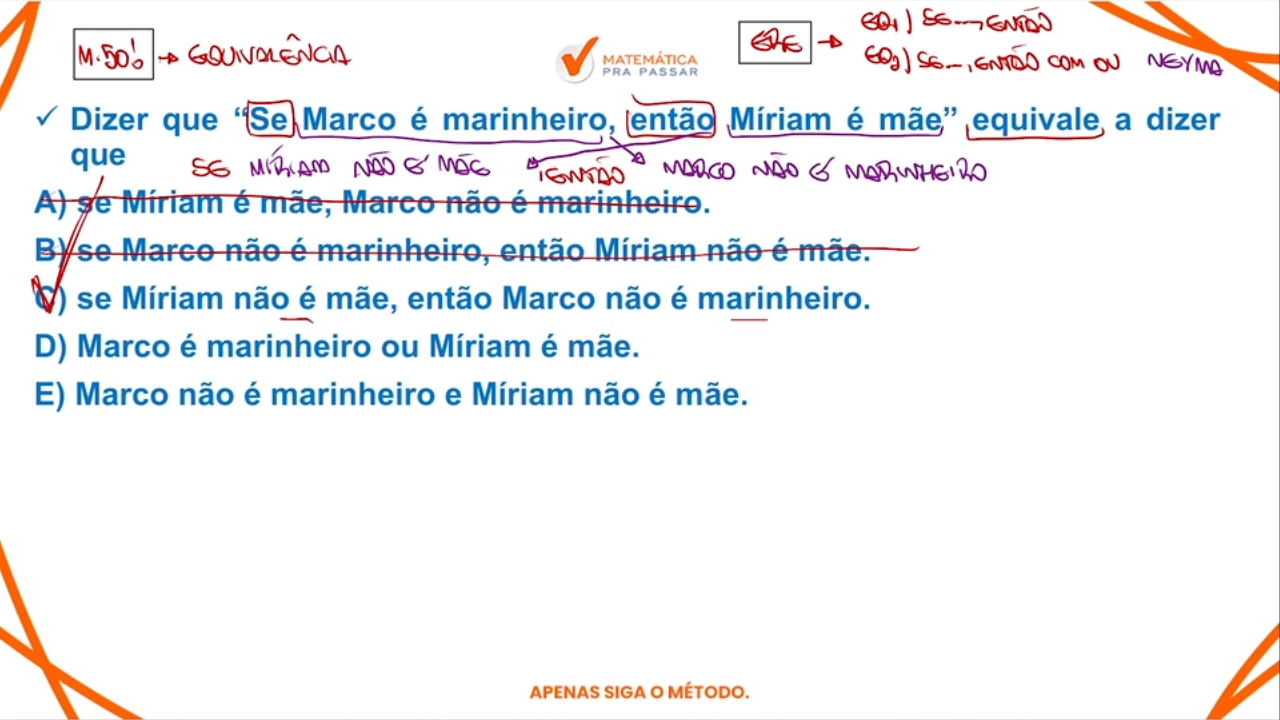 M.50! → EQUIVALÊNCIA
MATEMÁTICA
PRA PASSAR
→ EQ1) SE..., ENTÃO
EQ2) SE..., ENTÃO COM OU NEYMA
✓ Dizer que “Se Marco é marinheiro, então Míriam é mãe” equivale a dizer
que
SE MÍRIAM NÃO É MÃE, ENTÃO MARCO NÃO É MARINHEIRO
A) se Míriam é mãe, Marco não é marinheiro.
B) se Marco não é marinheiro, então Míriam não é mãe.
C) se Míriam não é mãe, então Marco não é marinheiro.
D) Marco é marinheiro ou Míriam é mãe.
E) Marco não é marinheiro e Míriam não é mãe.
APENAS SIGA O MÉTODO.